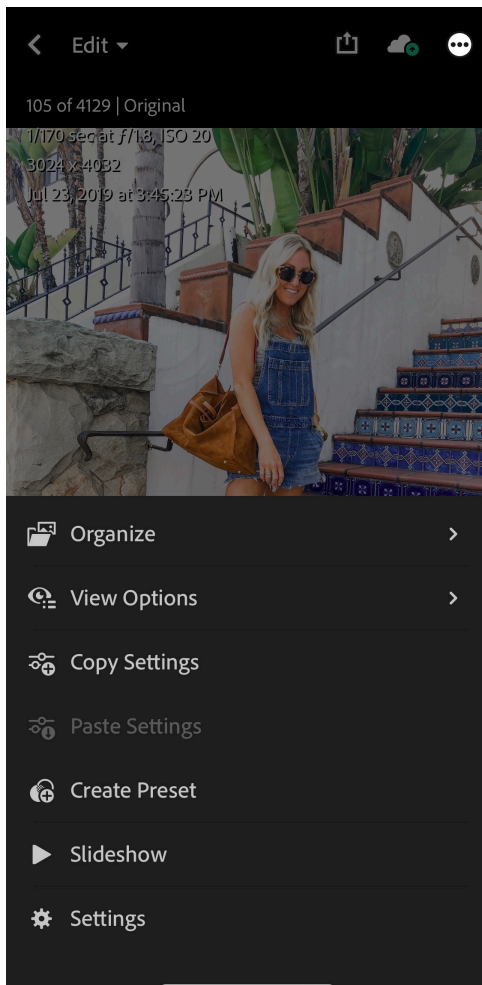 Edit
105 of 4129 | Original
1/170 sec at ƒ/1.8, ISO 20
3024 x 4032
Jul 23, 2019 at 3:45:23 PM
Organize
View Options
Copy Settings
Paste Settings
Create Preset
Slideshow
Settings